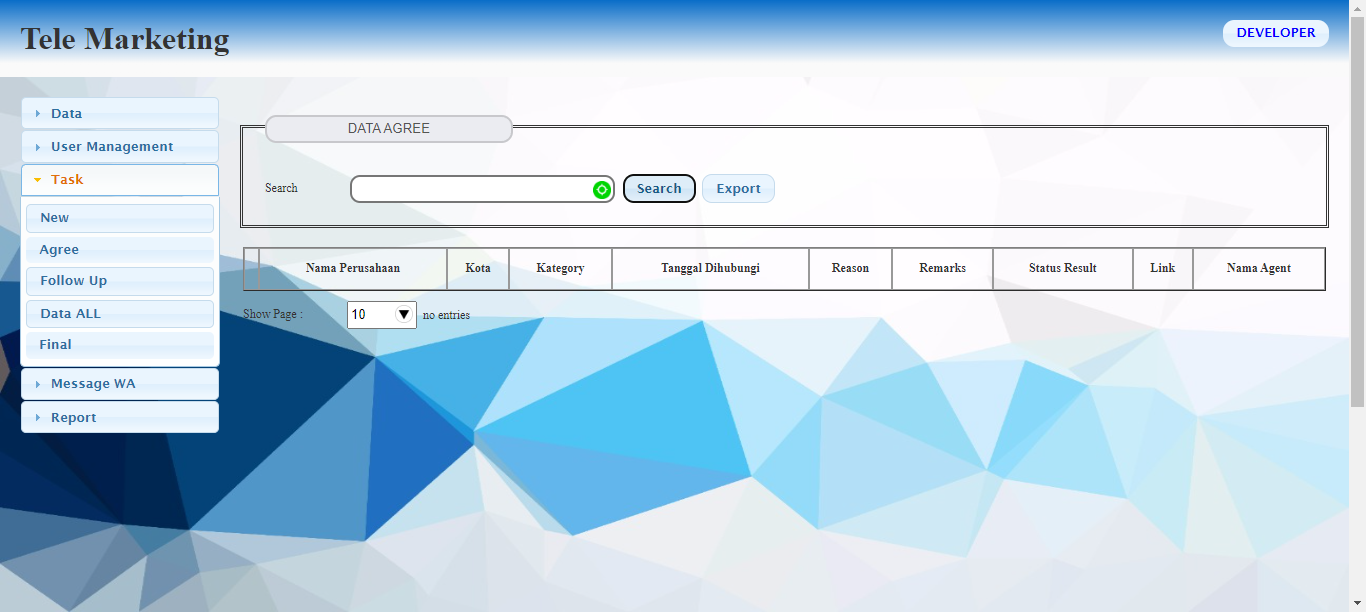 Tele Marketing
DEVELOPER
Data
User Management
Task
New
Agree
Follow Up
Data ALL
Final
Message WA
Report
DATA AGREE
Search
Search
Export
Nama Perusahaan Kota Kategory Tanggal Dihubungi Reason Remarks Status Result Link Nama Agent
Show Page : 10 no entries